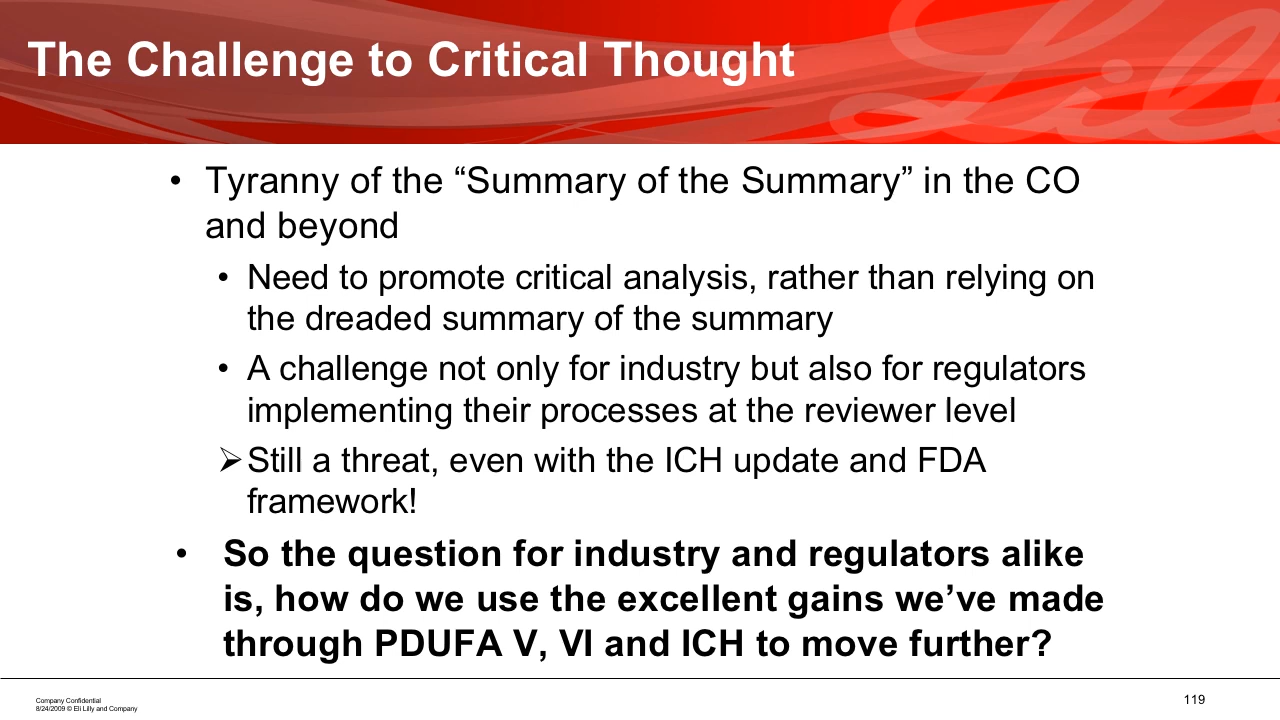 The Challenge to Critical Thought
Lill
• Tyranny of the “Summary of the Summary” in the CO
and beyond
• Need to promote critical analysis, rather than relying on
the dreaded summary of the summary
• A challenge not only for industry but also for regulators
implementing their processes at the reviewer level
➢ Still a threat, even with the ICH update and FDA
framework!
• So the question for industry and regulators alike
is, how do we use the excellent gains we’ve made
through PDUFA V, VI and ICH to move further?
Company Confidential
8/24/2009 © Eli Lilly and Company
119